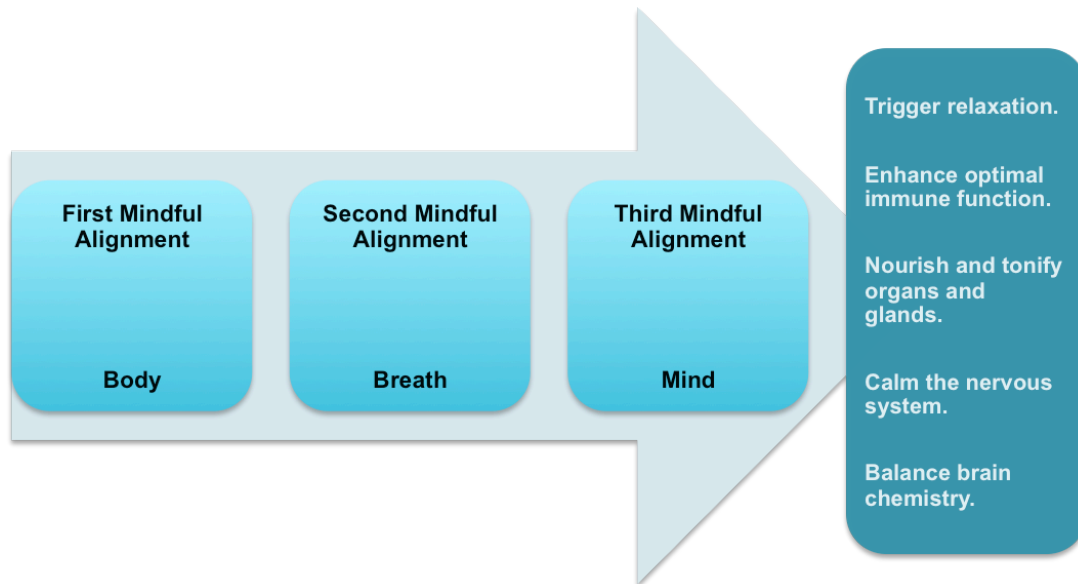 First Mindful
Alignment
Body
Second Mindful
Alignment
Breath
Third Mindful
Alignment
Mind
Trigger relaxation.
Enhance optimal
immune function.
Nourish and tonify
organs and
glands.
Calm the nervous
system.
Balance brain
chemistry.